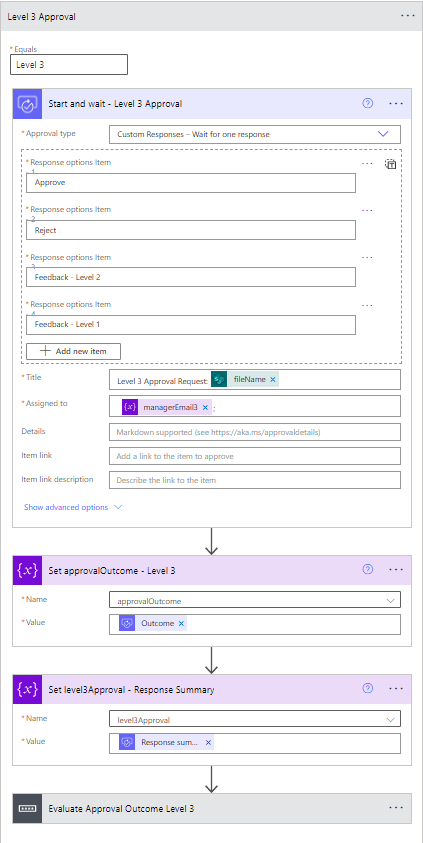 Level 3 Approval
* Equals
Level 3
Start and wait - Level 3 Approval
* Approval type
Custom Responses – Wait for one response
* Response options Item
1
Approve
* Response options Item
2
Reject
* Response options Item
3
Feedback - Level 2
* Response options Item
4
Feedback - Level 1
Add new item
* Title
Level 3 Approval Request: fileName ×
* Assigned to
{x} managerEmail3 × ;
Details
Markdown supported (see https://aka.ms/approvaldetails)
Item link
Add a link to the item to approve
Item link description
Describe the link to the item
Show advanced options
{x} Set approvalOutcome - Level 3
* Name
approvalOutcome
* Value
Outcome ×
{x} Set level3Approval - Response Summary
* Name
level3Approval
* Value
Response sum... ×
Evaluate Approval Outcome Level 3